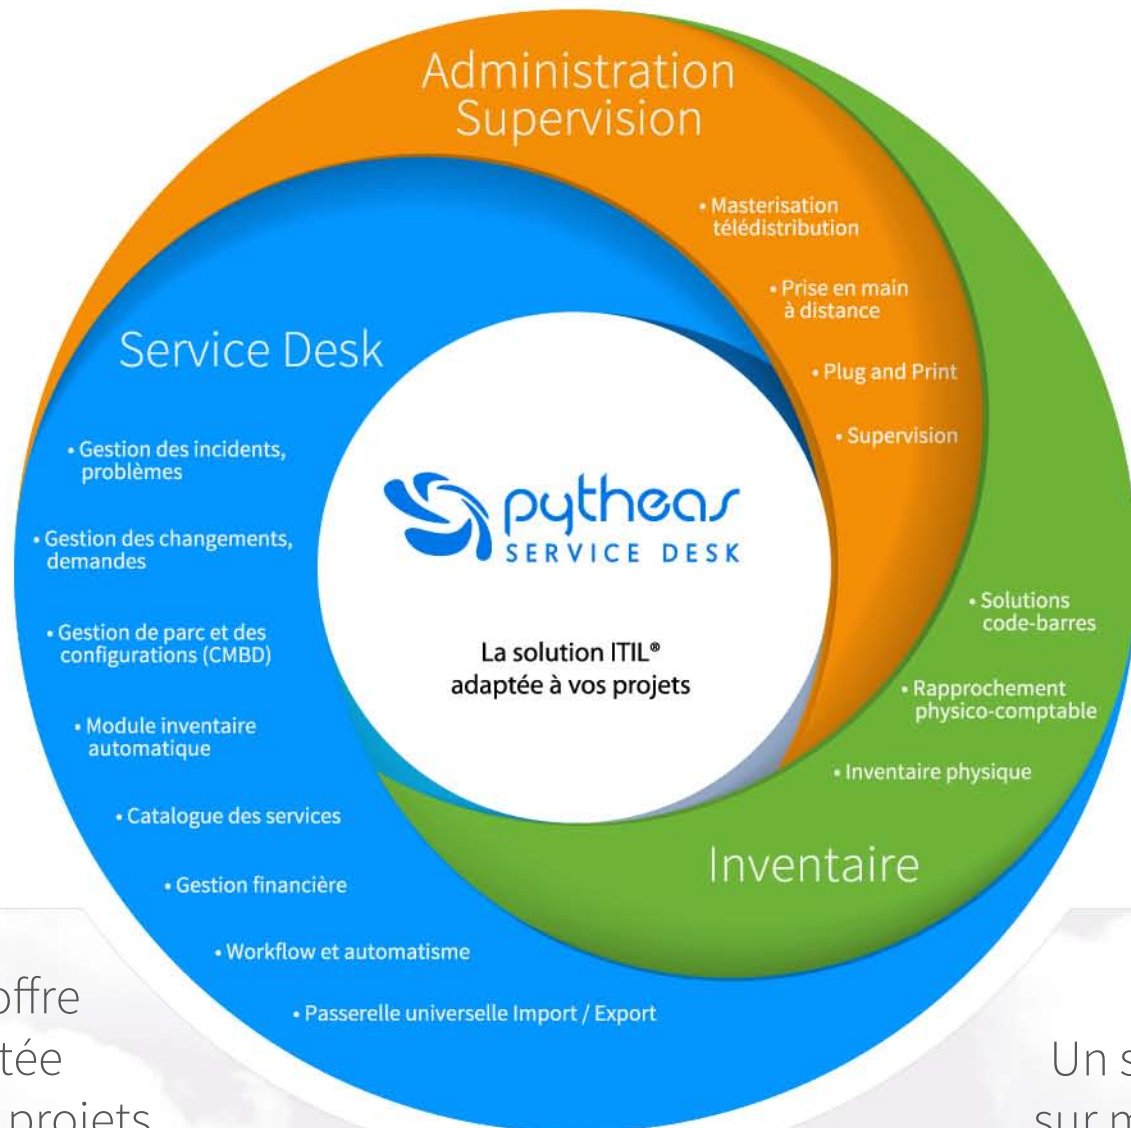 Administration
Supervision
• Masterisation
télédistribution
• Prise en main
à distance
• Plug and Print
• Supervision
Service Desk
• Gestion des incidents,
problèmes
• Gestion des changements,
demandes
• Gestion de parc et des
configurations (CMBD)
• Module inventaire
automatique
• Catalogue des services
• Gestion financière
• Workflow et automatisme
• Passerelle universelle Import / Export
pytheas
SERVICE DESK
La solution ITIL®
adaptée à vos projets
• Solutions
code-barres
• Rapprochement
physico-comptable
• Inventaire physique
Inventaire
offre
tée
projets
Un s
sur m